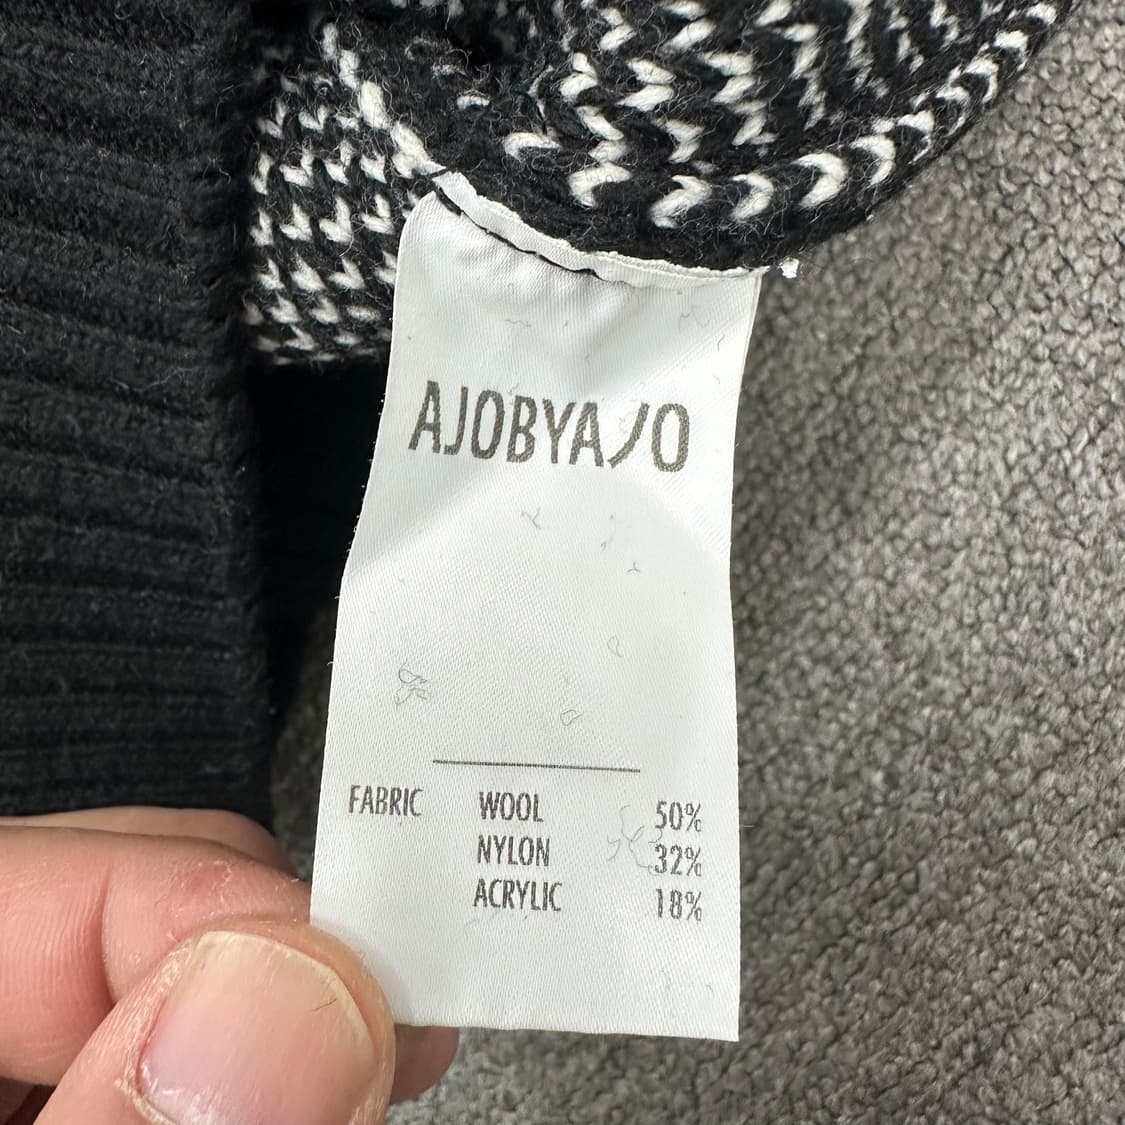 AJOBYAJO
FABRIC WOOL 50%
NYLON 32%
ACRYLIC 18%